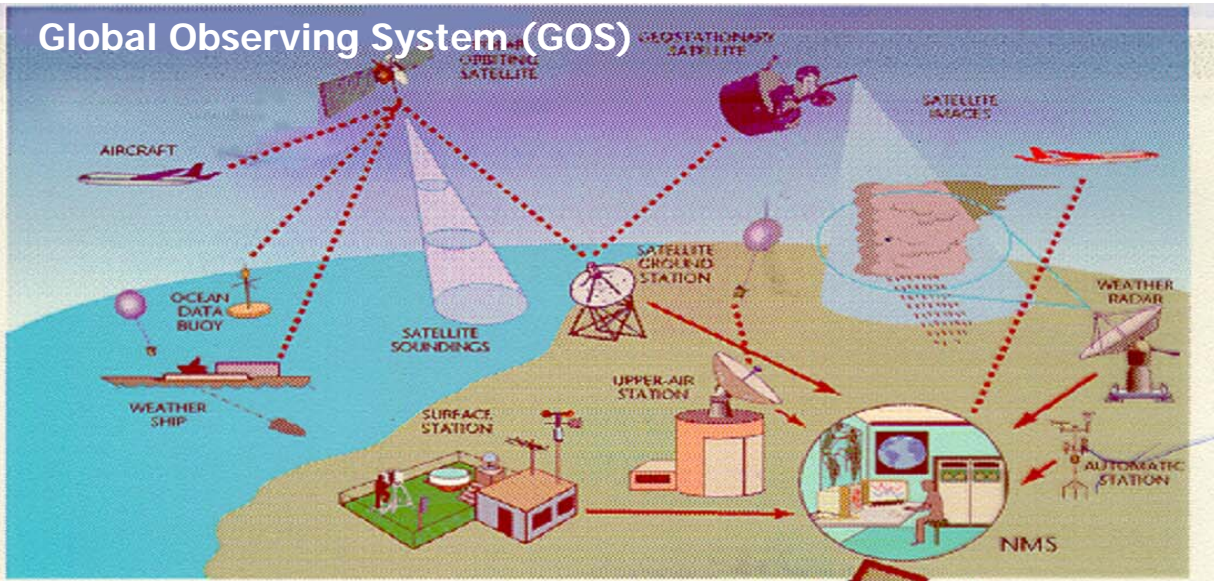 Global Observing System (GOS)
ORBITING
SATELLITE
GEOSTATIONARY
SATELLITE
SATELLITE
IMAGES
AIRCRAFT
SATELLITE
GROUND
STATION
OCEAN
DATA
BUOY
WEATHER
RADAR
SATELLITE
SOUNDINGS
UPPER-AIR
STATION
WEATHER
SHIP
SURFACE
STATION
AUTOMATIC
STATION
NMS